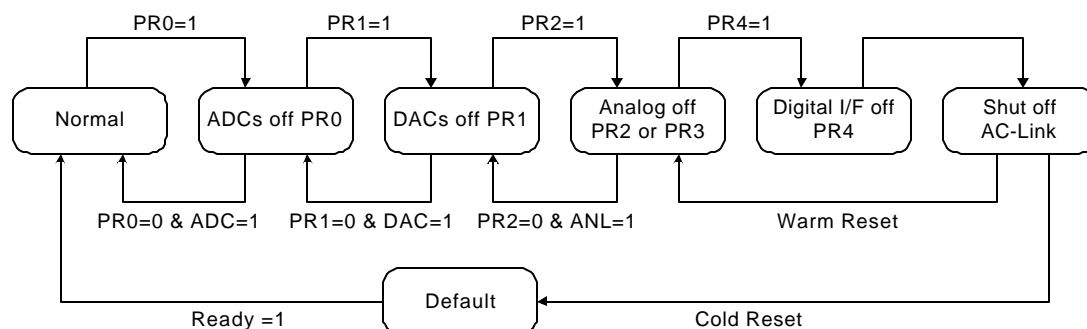 PR0=1
PR1=1
PR2=1
PR4=1
Normal
ADCs off PR0
DACs off PR1
Analog off
PR2 or PR3
Digital I/F off
PR4
Shut off
AC-Link
PR0=0 & ADC=1
PR1=0 & DAC=1
PR2=0 & ANL=1
Warm Reset
Default
Ready =1
Cold Reset